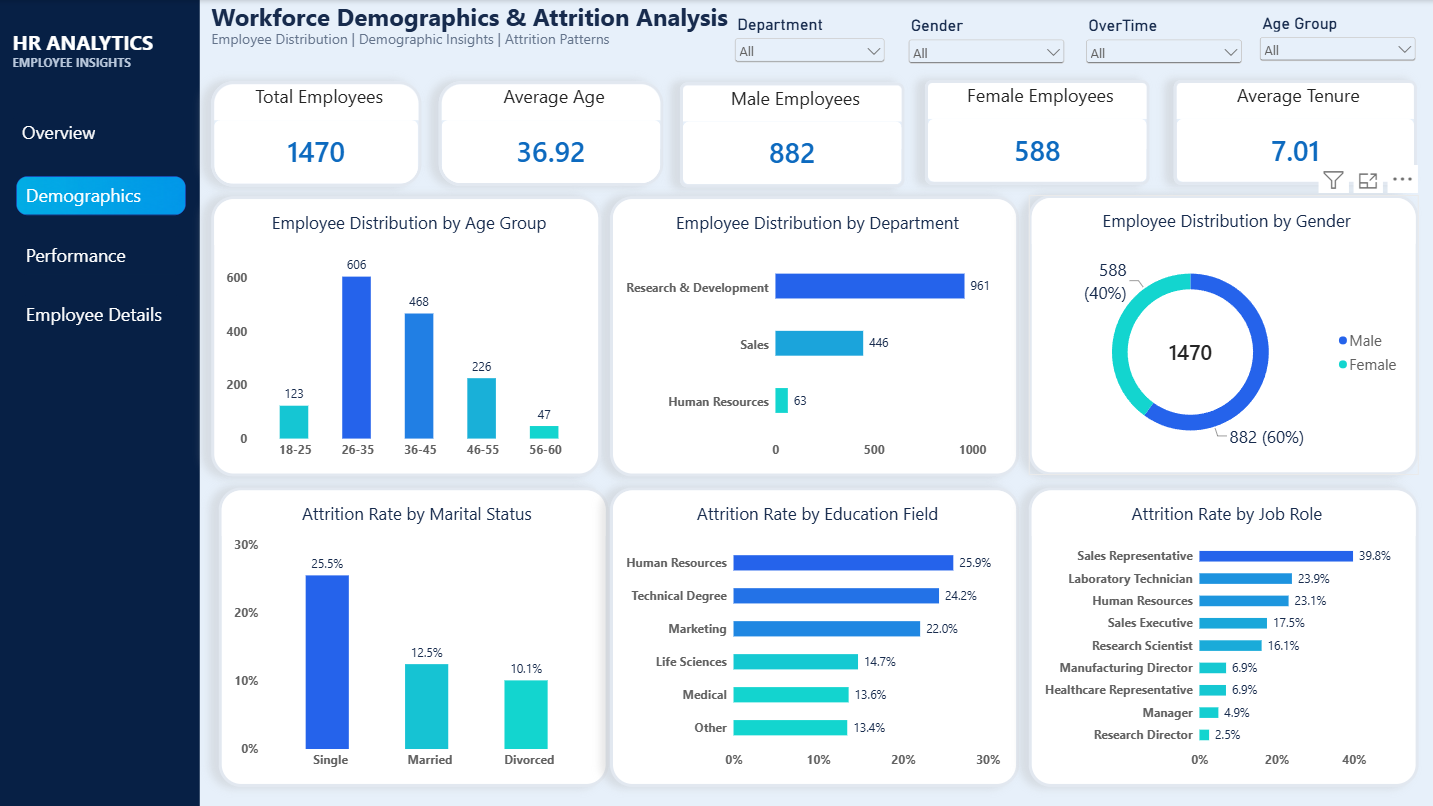 HR ANALYTICS
EMPLOYEE INSIGHTS
Overview
Demographics
Performance
Employee Details
Workforce Demographics & Attrition Analysis
Employee Distribution | Demographic Insights | Attrition Patterns
Department
All
Gender
All
OverTime
All
Age Group
All
Total Employees
1470
Average Age
36.92
Male Employees
882
Female Employees
588
Average Tenure
7.01
Employee Distribution by Age Group
600
400
200
0
123
606
468
226
47
18-25
26-35
36-45
46-55
56-60
Employee Distribution by Department
Research & Development
961
Sales
446
Human Resources
63
0
500
1000
Employee Distribution by Gender
588
(40%)
1470
882 (60%)
Male
Female
Attrition Rate by Marital Status
30%
20%
10%
0%
25.5%
12.5%
10.1%
Single
Married
Divorced
Attrition Rate by Education Field
Human Resources
25.9%
Technical Degree
24.2%
Marketing
22.0%
Life Sciences
14.7%
Medical
13.6%
Other
13.4%
0%
10%
20%
30%
Attrition Rate by Job Role
Sales Representative
39.8%
Laboratory Technician
23.9%
Human Resources
23.1%
Sales Executive
17.5%
Research Scientist
16.1%
Manufacturing Director
6.9%
Healthcare Representative
6.9%
Manager
4.9%
Research Director
2.5%
0%
20%
40%